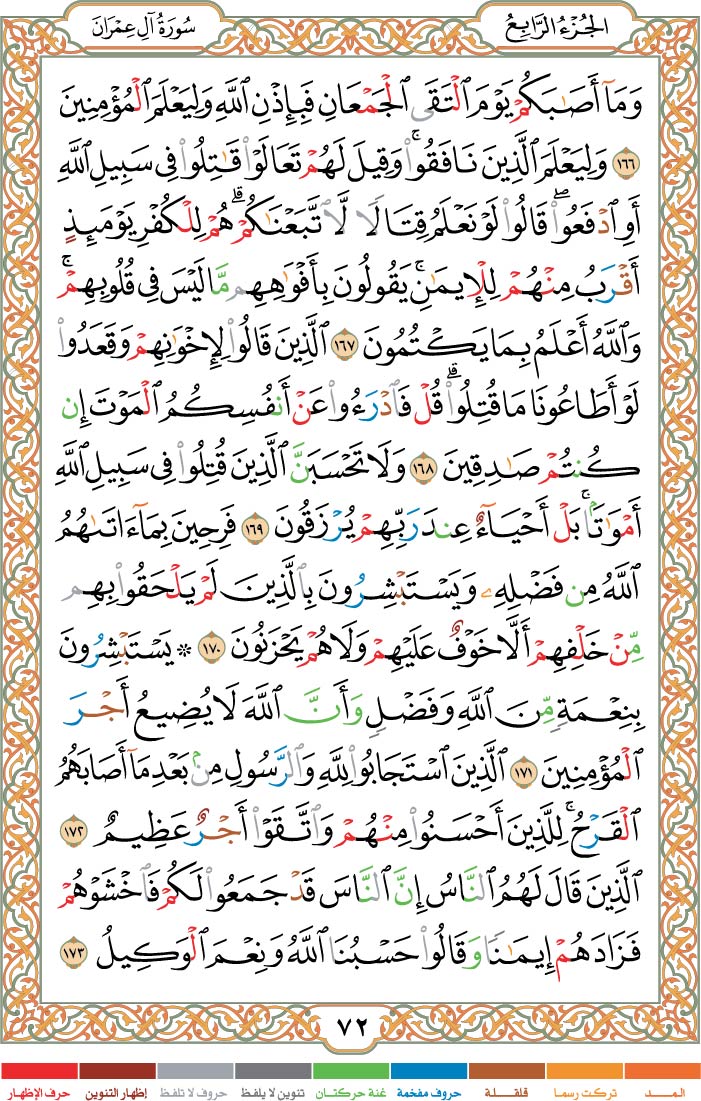 الجُزْءُ الرَّابِعُ
سُورَةُ آلِ عِمْرَانَ
وَمَآ أَصَـٰبَكُمْ يَوْمَ ٱلْتَقَى ٱلْجَمْعَانِ فَبِإِذْنِ ٱللَّهِ وَلِيَعْلَمَ ٱلْمُؤْمِنِينَ
١٦٦ وَلِيَعْلَمَ ٱلَّذِينَ نَافَقُوا۟ ۚ وَقِيلَ لَهُمْ تَعَالَوْا۟ قَـٰتِلُوا۟ فِى سَبِيلِ ٱللَّهِ
أَوِ ٱدْفَعُوا۟ ۖ قَالُوا۟ لَوْ نَعْلَمُ قِتَالًا لَّٱتَّبَعْنَـٰكُمْ ۗ هُمْ لِلْكُفْرِ يَوْمَئِذٍ
أَقْرَبُ مِنْهُمْ لِلْإِيمَـٰنِ ۚ يَقُولُونَ بِأَفْوَٰهِهِم مَّا لَيْسَ فِى قُلُوبِهِمْ ۗ
وَٱللَّهُ أَعْلَمُ بِمَا يَكْتُمُونَ ١٦٧ ٱلَّذِينَ قَالُوا۟ لِإِخْوَٰنِهِمْ وَقَعَدُوا۟
لَوْ أَطَاعُونَا مَا قُتِلُوا۟ ۗ قُلْ فَٱدْرَءُوا۟ عَنْ أَنفُسِكُمُ ٱلْمَوْتَ إِن
كُنتُمْ صَـٰدِقِينَ ١٦٨ وَلَا تَحْسَبَنَّ ٱلَّذِينَ قُتِلُوا۟ فِى سَبِيلِ ٱللَّهِ
أَمْوَٰتًۢا ۚ بَلْ أَحْيَآءٌ عِندَ رَبِّهِمْ يُرْزَقُونَ ١٦٩ فَرِحِينَ بِمَآ ءَاتَىٰهُمُ
ٱللَّهُ مِن فَضْلِهِۦ وَيَسْتَبْشِرُونَ بِٱلَّذِينَ لَمْ يَلْحَقُوا۟ بِهِم
مِّنْ خَلْفِهِمْ أَلَّا خَوْفٌ عَلَيْهِمْ وَلَا هُمْ يَحْزَنُونَ ١٧٠ ۞ يَسْتَبْشِرُونَ
بِنِعْمَةٍ مِّنَ ٱللَّهِ وَفَضْلٍ وَأَنَّ ٱللَّهَ لَا يُضِيعُ أَجْرَ
ٱلْمُؤْمِنِينَ ١٧١ ٱلَّذِينَ ٱسْتَجَابُوا۟ لِلَّهِ وَٱلرَّسُولِ مِنۢ بَعْدِ مَآ أَصَابَهُمُ
ٱلْقَرْحُ ۚ لِلَّذِينَ أَحْسَنُوا۟ مِنْهُمْ وَٱتَّقَوْا۟ أَجْرٌ عَظِيمٌ ١٧٢
ٱلَّذِينَ قَالَ لَهُمُ ٱلنَّاسُ إِنَّ ٱلنَّاسَ قَدْ جَمَعُوا۟ لَكُمْ فَٱخْشَوْهُمْ
فَزَادَهُمْ إِيمَـٰنًا وَقَالُوا۟ حَسْبُنَا ٱللَّهُ وَنِعْمَ ٱلْوَكِيلُ ١٧٣
٧٢
المـــد تركت رسما قلقـلة حروف مفخمة غنة حركتان تنوين لا يلفظ حروف لا تلفظ إظهار التنوين حرف الإظهار